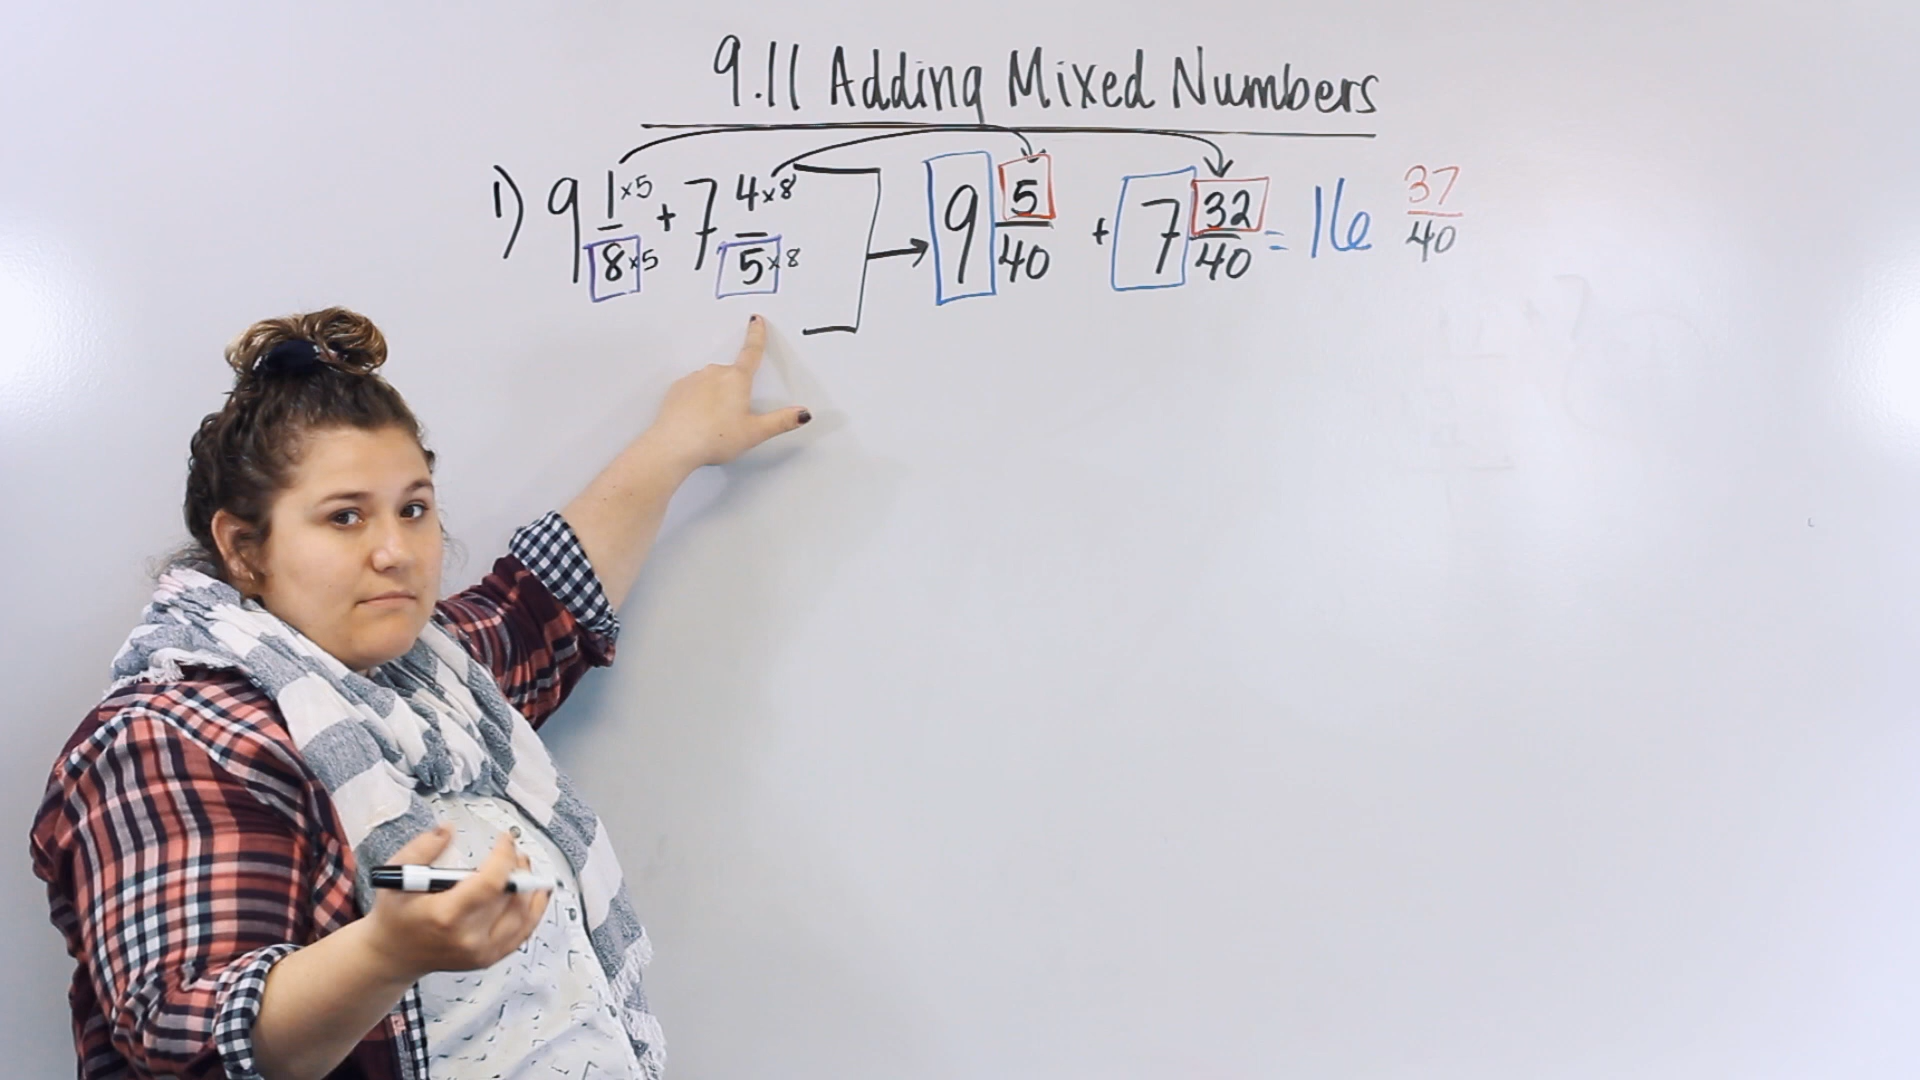 9.11 Adding Mixed Numbers
1) 9 1×5/8×5 + 7 4×8/5×8 → 9 5/40 + 7 32/40 = 16 37/40